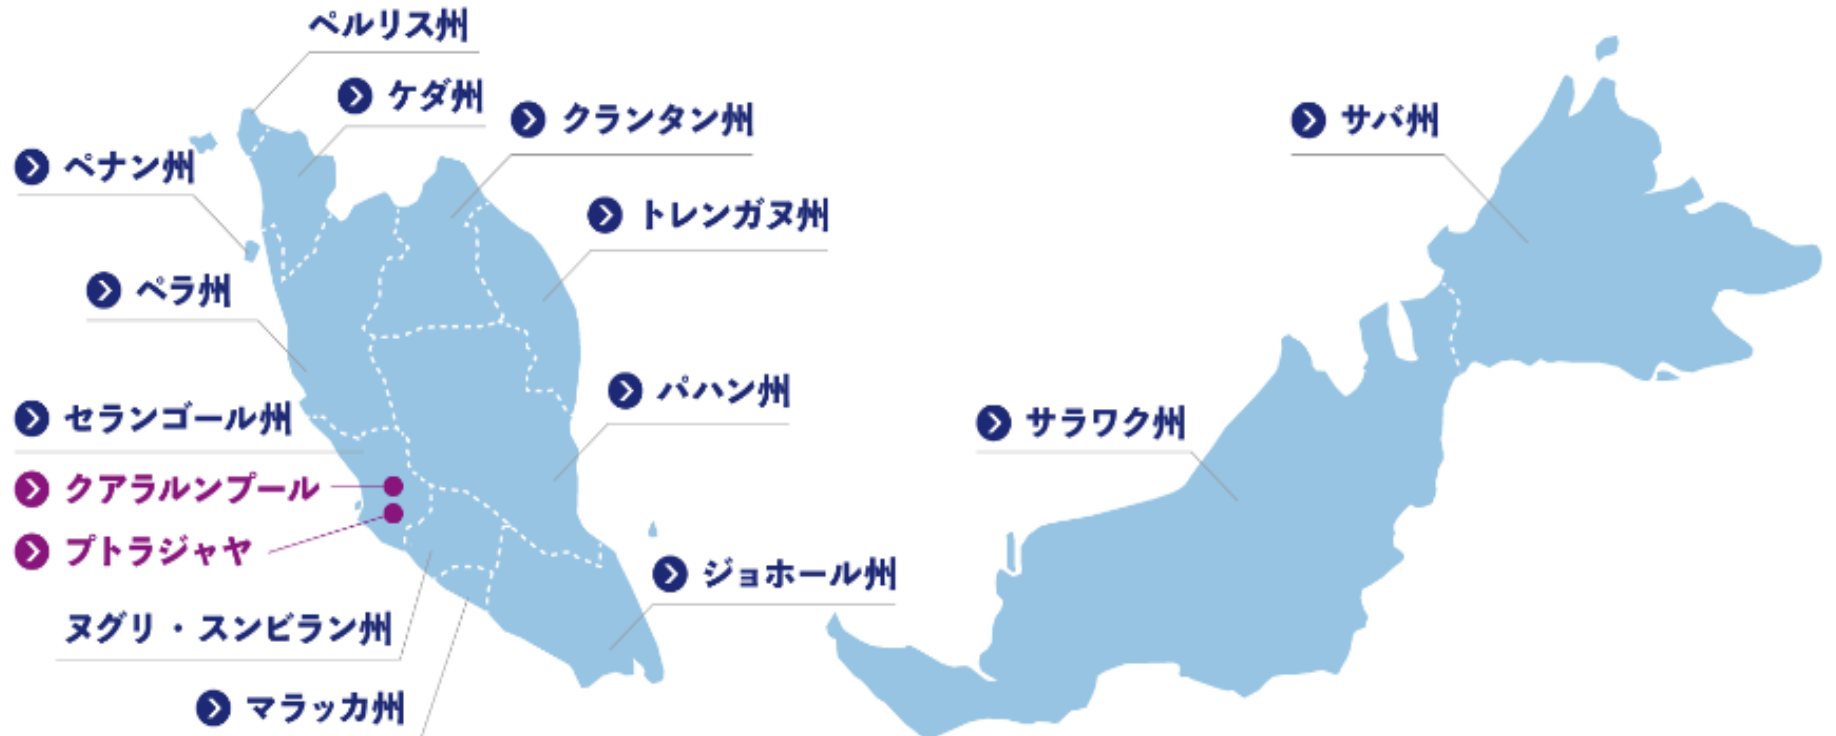 ペルリス州
ケダ州
クランタン州
サバ州
ペナン州
トレンガヌ州
ペラ州
パハン州
セランゴール州
サラワク州
クアラルンプール
プトラジャヤ
ジョホール州
ヌグリ・スンビラン州
マラッカ州